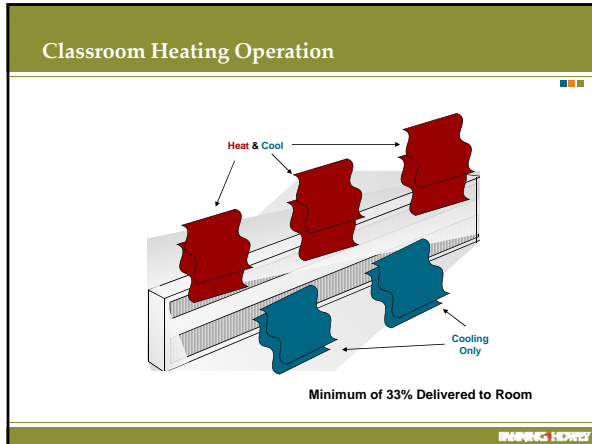 Classroom Heating Operation
Heat & Cool
Cooling
Only
Minimum of 33% Delivered to Room